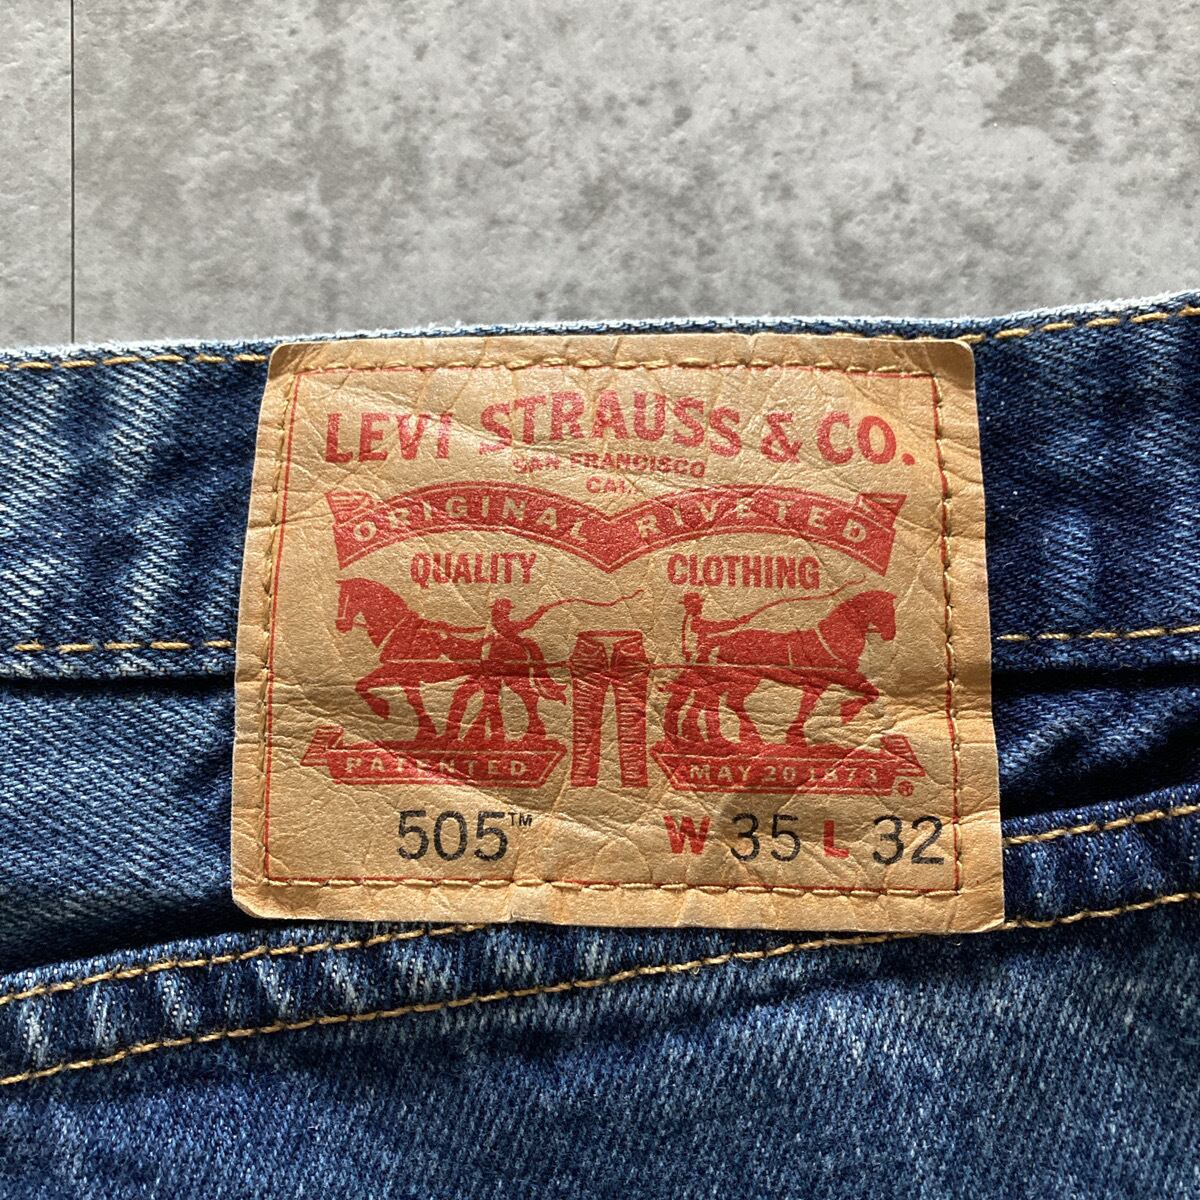 LEVI STRAUSS & CO.
SAN FRANCISCO
CAL.
ORIGINAL RIVETED
QUALITY CLOTHING
PATENTED MAY 20 1873 ®
505™ W 35 L 32